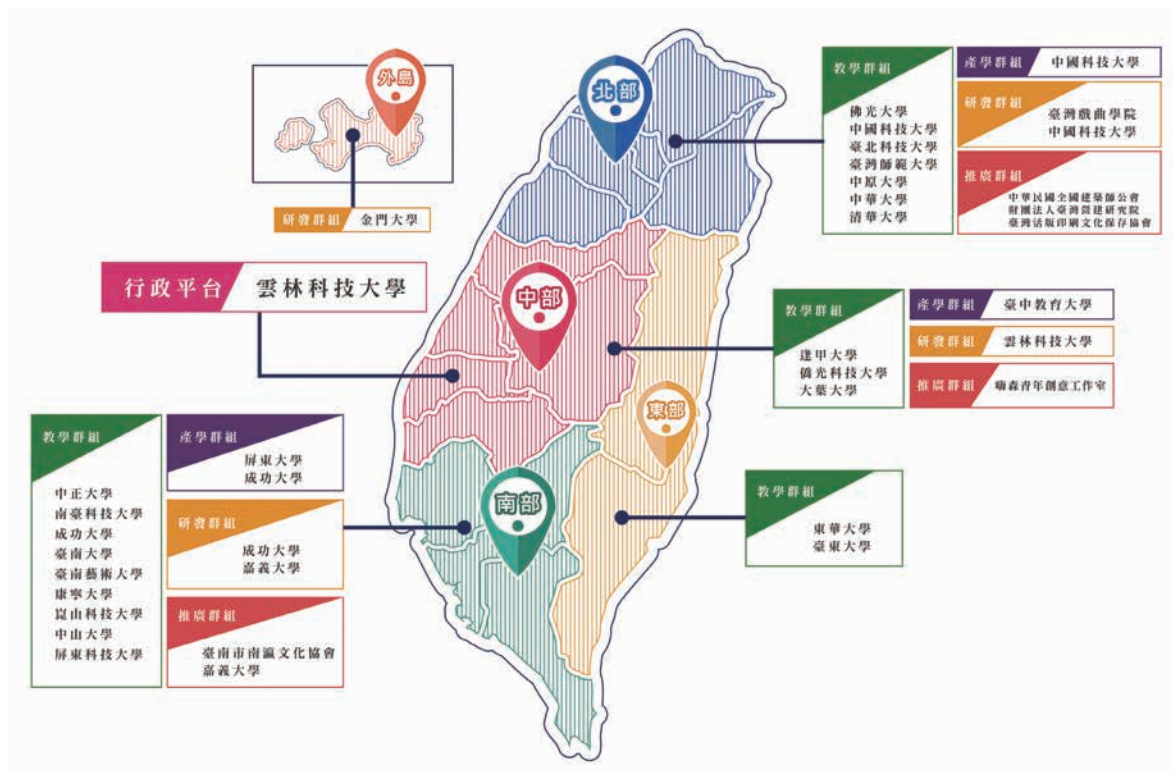 外島
研發群組 金門大學
北部
教學群組
佛光大學
中國科技大學
臺北科技大學
臺灣師範大學
中原大學
中華大學
清華大學
產學群組 中國科技大學
研發群組
臺灣戲曲學院
中國科技大學
推廣群組
中華民國全國建築師公會
財團法人臺灣營建研究院
臺灣活版印刷文化保存協會
行政平台 雲林科技大學
中部
教學群組
逢甲大學
僑光科技大學
大葉大學
產學群組 臺中教育大學
研發群組 雲林科技大學
推廣群組 嗨森青年創意工作室
東部
教學群組
東華大學
臺東大學
南部
教學群組
中正大學
南臺科技大學
成功大學
臺南大學
臺南藝術大學
康寧大學
崑山科技大學
中山大學
屏東科技大學
產學群組
屏東大學
成功大學
研發群組
成功大學
嘉義大學
推廣群組
臺南市南瀛文化協會
嘉義大學